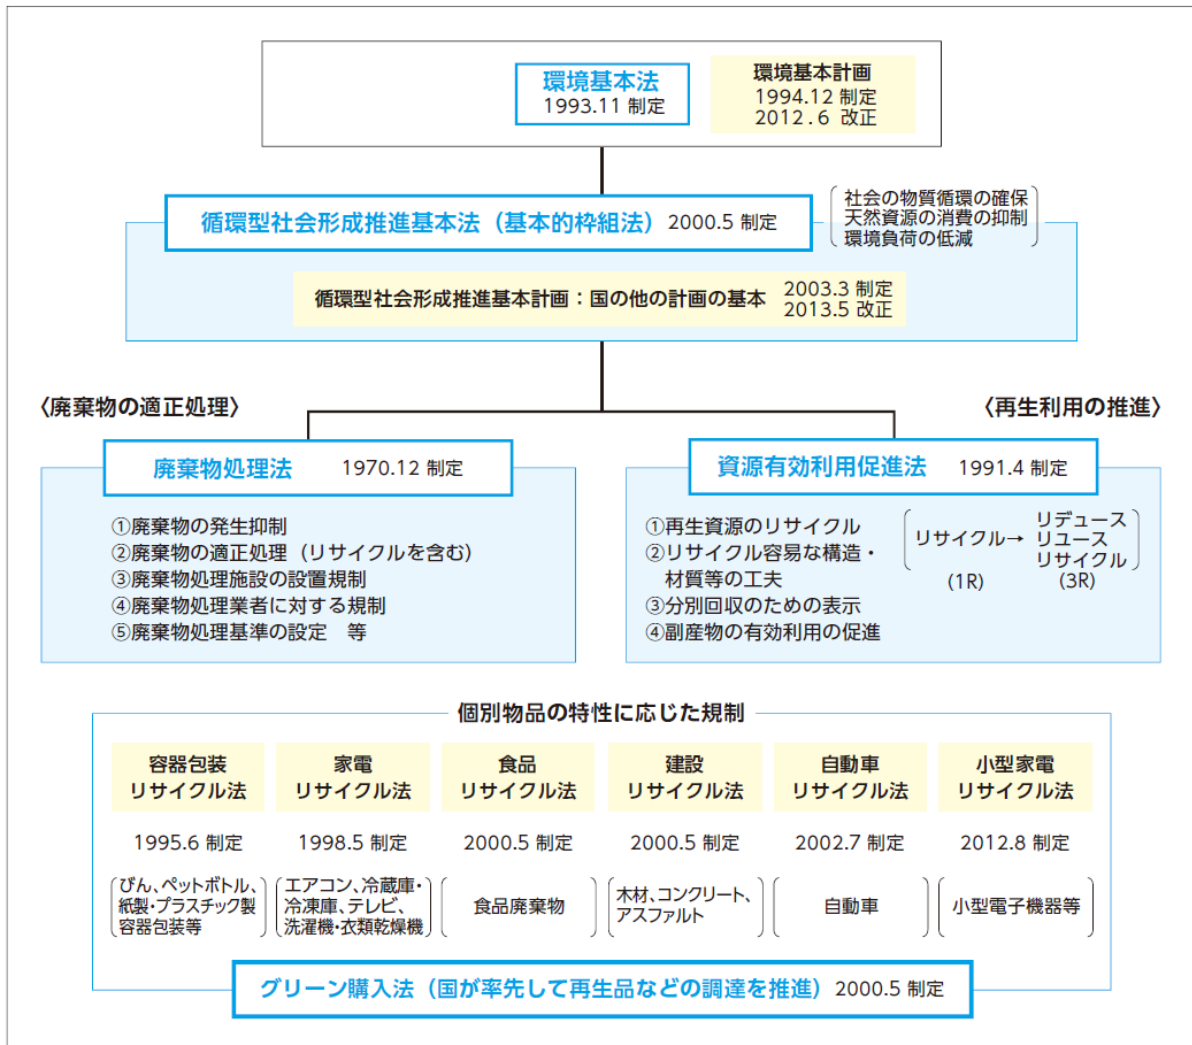 環境基本法
1993.11 制定
環境基本計画
1994.12 制定
2012.6 改正
循環型社会形成推進基本法（基本的枠組法） 2000.5 制定
社会の物質循環の確保
天然資源の消費の抑制
環境負荷の低減
循環型社会形成推進基本計画：国の他の計画の基本
2003.3 制定
2013.5 改正
〈廃棄物の適正処理〉
廃棄物処理法 1970.12 制定
①廃棄物の発生抑制
②廃棄物の適正処理（リサイクルを含む）
③廃棄物処理施設の設置規制
④廃棄物処理業者に対する規制
⑤廃棄物処理基準の設定　等
〈再生利用の推進〉
資源有効利用促進法 1991.4 制定
①再生資源のリサイクル
②リサイクル容易な構造・
材質等の工夫
③分別回収のための表示
④副産物の有効利用の促進
リサイクル→
リデュース
リユース
リサイクル
(1R)
(3R)
個別物品の特性に応じた規制
容器包装
リサイクル法
1995.6 制定
びん、ペットボトル、
紙製・プラスチック製
容器包装等
家電
リサイクル法
1998.5 制定
エアコン、冷蔵庫・
冷凍庫、テレビ、
洗濯機・衣類乾燥機
食品
リサイクル法
2000.5 制定
食品廃棄物
建設
リサイクル法
2000.5 制定
木材、コンクリート、
アスファルト
自動車
リサイクル法
2002.7 制定
自動車
小型家電
リサイクル法
2012.8 制定
小型電子機器等
グリーン購入法（国が率先して再生品などの調達を推進） 2000.5 制定